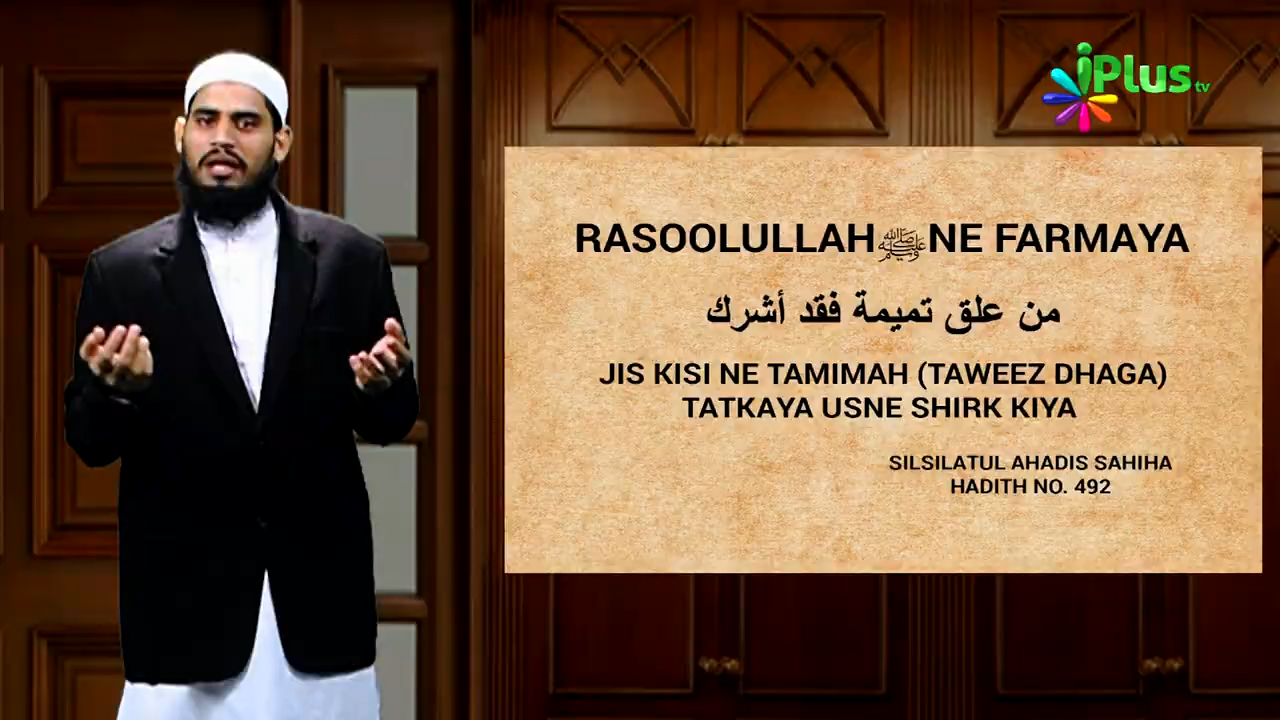 iPlus tv
RASOOLULLAH ﷺ NE FARMAYA
من علق تميمة فقد أشرك
JIS KISI NE TAMIMAH (TAWEEZ DHAGA)
TATKAYA USNE SHIRK KIYA
SILSILATUL AHADIS SAHIHA
HADITH NO. 492